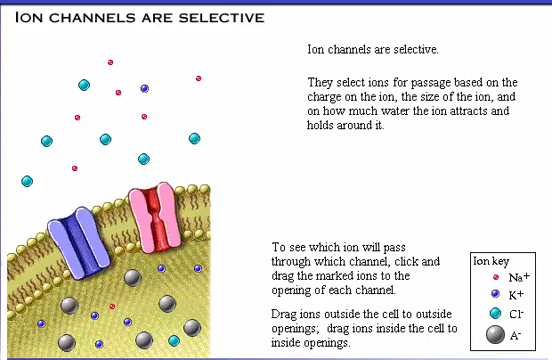 ION CHANNELS ARE SELECTIVE
Ion channels are selective.
They select ions for passage based on the
charge on the ion, the size of the ion, and
on how much water the ion attracts and
holds around it.
To see which ion will pass
through which channel, click and
drag the marked ions to the
opening of each channel.
Drag ions outside the cell to outside
openings; drag ions inside the cell to
inside openings.
Ion key
Na+
K+
Cl-
A-